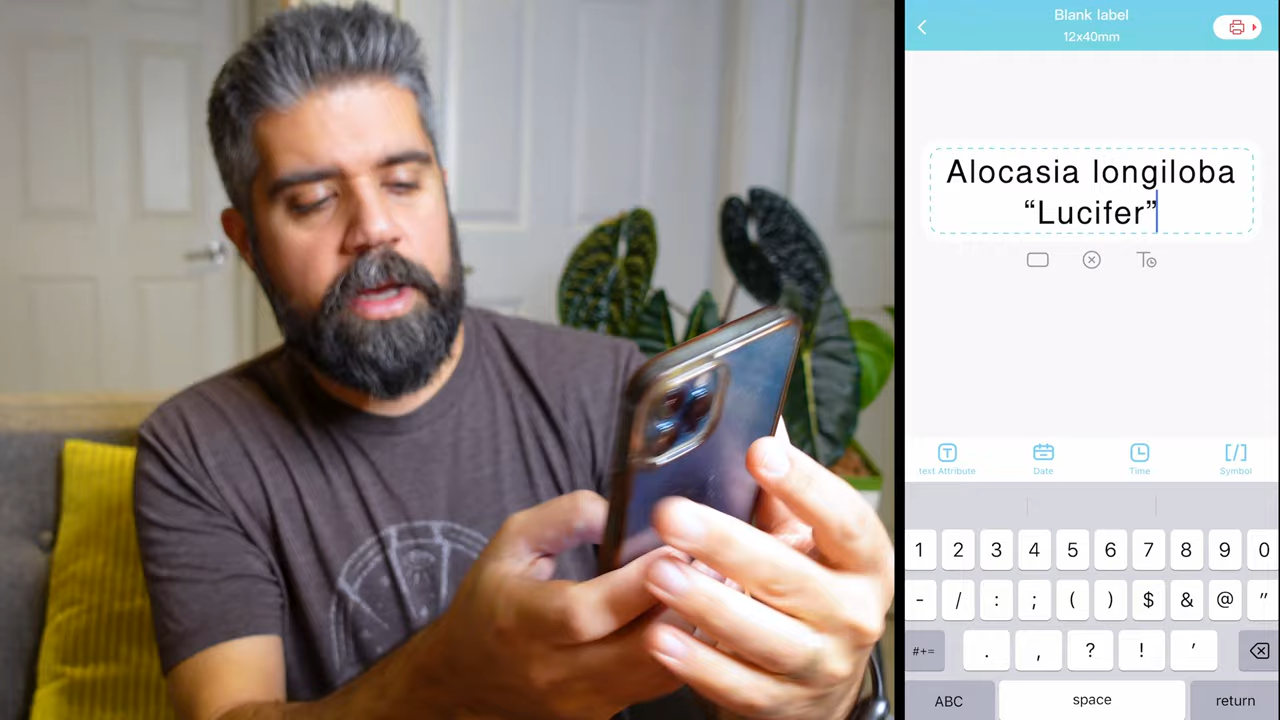 Blank label
12x40mm
Alocasia longiloba
“Lucifer”
text Attribute
Date
Time
Symbol
1 2 3 4 5 6 7 8 9 0
- / : ; ( ) $ & @ "
#+= . , ? ! ’
ABC space return